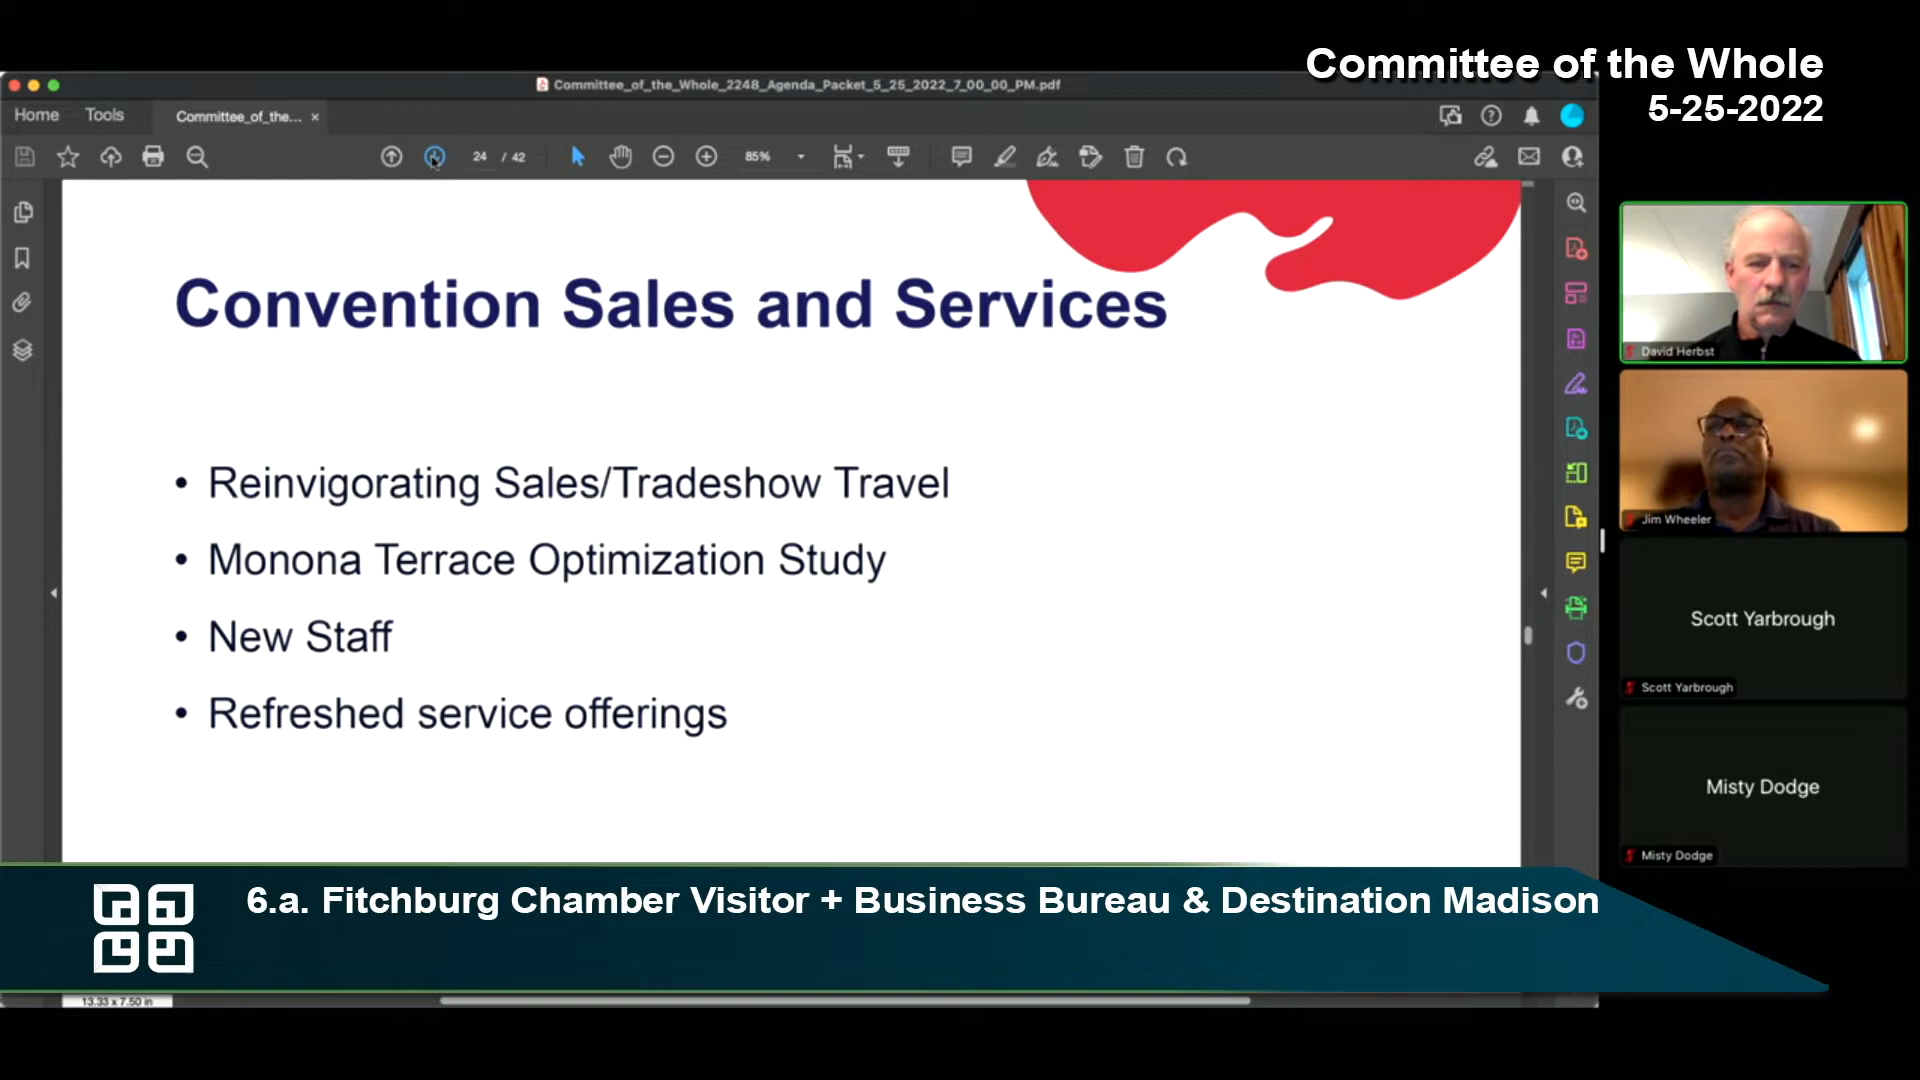 Committee of the Whole
5-25-2022
Committee_of_the_Whole_2248_Agenda_Packet_5_25_2022_7_00_00_PM.pdf
Home Tools Committee_of_the... ×
24 / 42 85%
Convention Sales and Services
• Reinvigorating Sales/Tradeshow Travel
• Monona Terrace Optimization Study
• New Staff
• Refreshed service offerings
David Herbst
Jim Wheeler
Scott Yarbrough
Scott Yarbrough
Misty Dodge
Misty Dodge
6.a. Fitchburg Chamber Visitor + Business Bureau & Destination Madison
13.33 x 7.50 in